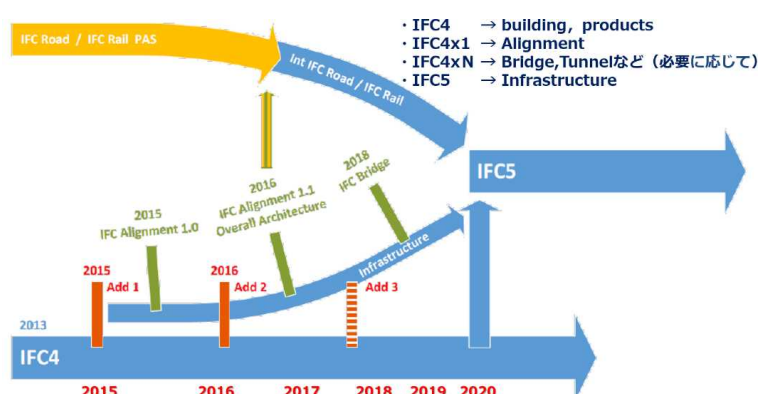 ・IFC4 → building, products
・IFC4x1 → Alignment
・IFC4xN → Bridge,Tunnelなど（必要に応じて）
・IFC5 → Infrastructure
IFC Road / IFC Rail PAS
Int IFC Road / IFC Rail
IFC5
2018
IFC Bridge
2016
IFC Alignment 1.1
Overall Architecture
2015
IFC Alignment 1.0
Infrastructure
2015
Add 1
2016
Add 2
Add 3
2013
IFC4
2015 2016 2017 2018 2019 2020